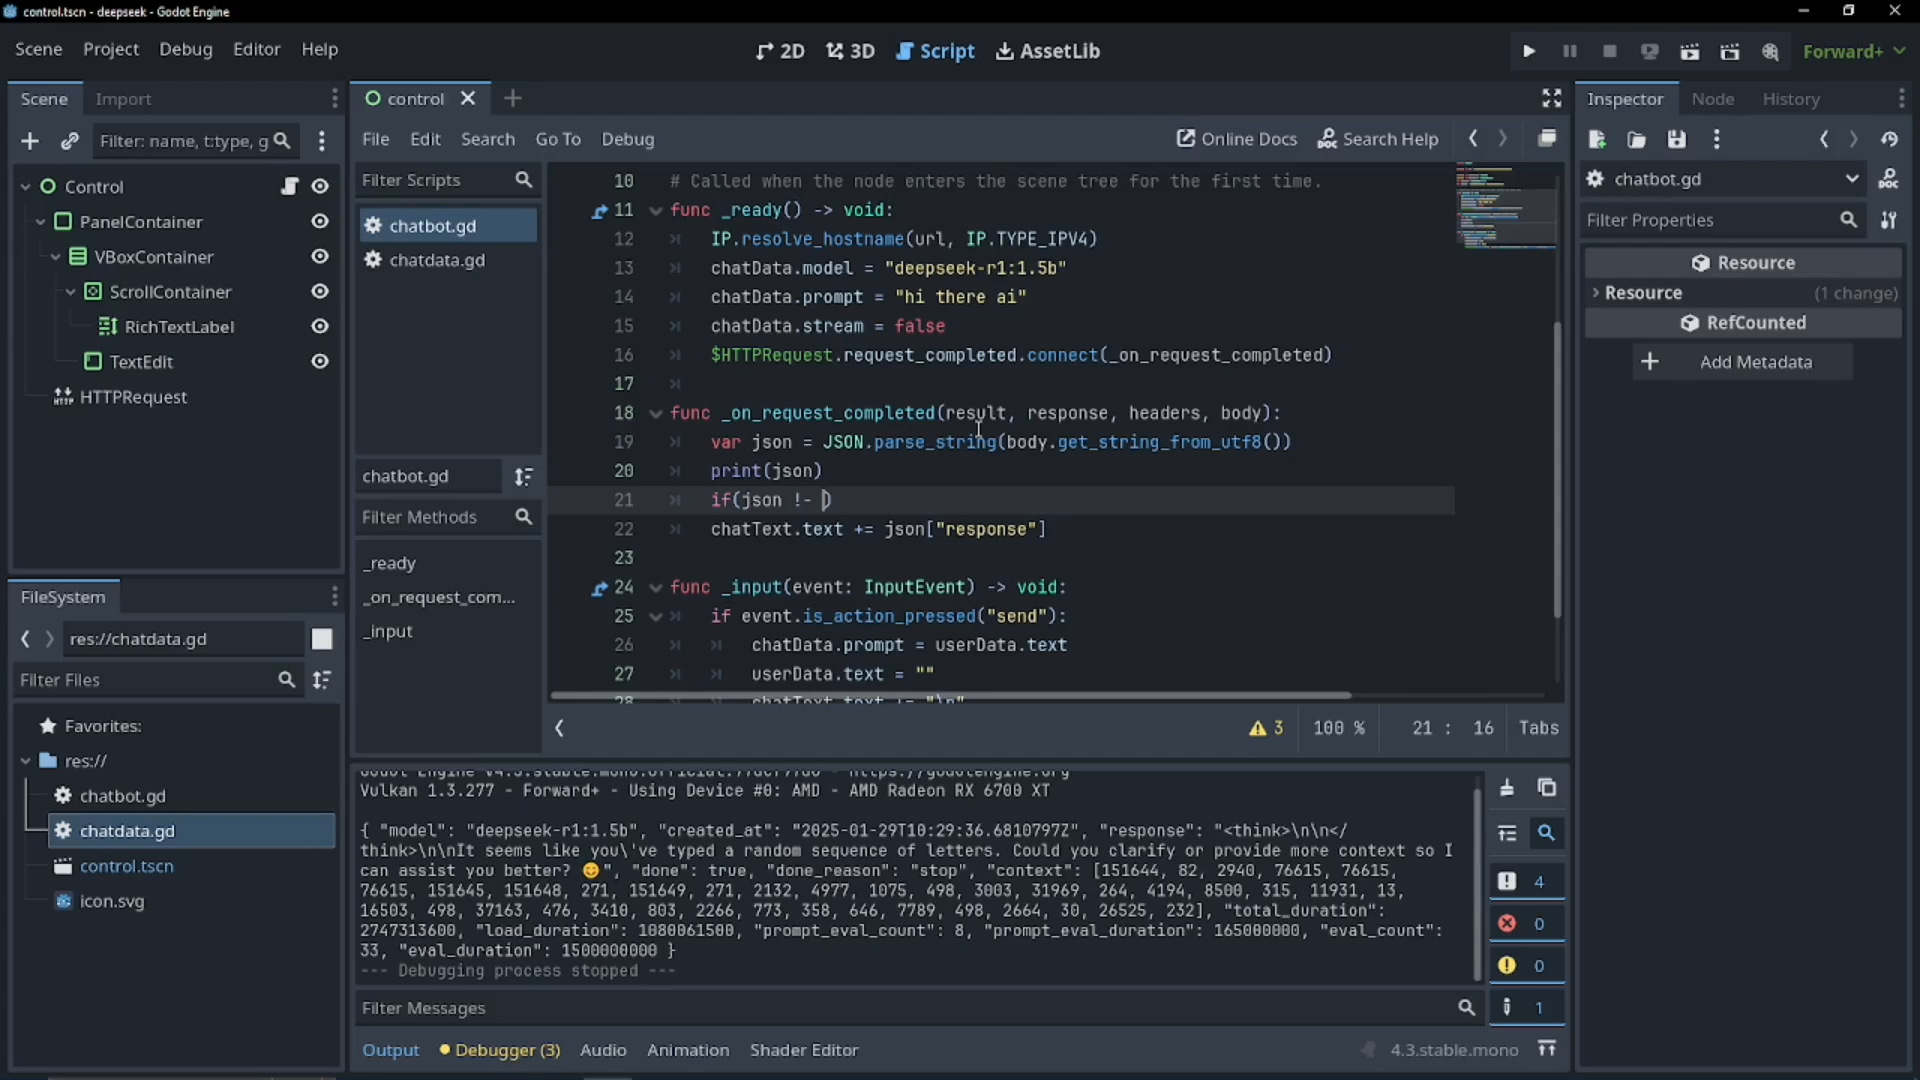 control.tscn - deepseek - Godot Engine
Scene Project Debug Editor Help
2D 3D Script AssetLib
Forward+
Scene Import
Filter: name, t:type, g
Control
PanelContainer
VBoxContainer
ScrollContainer
RichTextLabel
TextEdit
HTTPRequest
FileSystem
res://chatdata.gd
Filter Files
Favorites:
res://
chatbot.gd
chatdata.gd
control.tscn
icon.svg
control
File Edit Search Go To Debug
Online Docs Search Help
Filter Scripts
chatbot.gd
chatdata.gd
chatbot.gd
Filter Methods
_ready
_on_request_com...
_input
10 # Called when the node enters the scene tree for the first time.
11 func _ready() -> void:
12 IP.resolve_hostname(url, IP.TYPE_IPV4)
13 chatData.model = "deepseek-r1:1.5b"
14 chatData.prompt = "hi there ai"
15 chatData.stream = false
16 $HTTPRequest.request_completed.connect(_on_request_completed)
17
18 func _on_request_completed(result, response, headers, body):
19 var json = JSON.parse_string(body.get_string_from_utf8())
20 print(json)
21 if(json !- )
22 chatText.text += json["response"]
23
24 func _input(event: InputEvent) -> void:
25 if event.is_action_pressed("send"):
26 chatData.prompt = userData.text
27 userData.text = ""
28 chatText.text += "\n"
3 100 % 21 : 16 Tabs
Vulkan 1.3.277 - Forward+ - Using Device #0: AMD - AMD Radeon RX 6700 XT
{ "model": "deepseek-r1:1.5b", "created_at": "2025-01-29T10:29:36.6810797Z", "response": "<think>\n\n</
think>\n\nIt seems like you\'ve typed a random sequence of letters. Could you clarify or provide more context so I
can assist you better? 😊", "done": true, "done_reason": "stop", "context": [151644, 82, 2940, 76615, 76615,
76615, 151645, 151648, 271, 151649, 271, 2132, 4977, 1075, 498, 3003, 31969, 264, 4194, 8500, 315, 11931, 13,
16503, 498, 37163, 476, 3410, 803, 2266, 773, 358, 646, 7789, 498, 2664, 30, 26525, 232], "total_duration":
2747313600, "load_duration": 1080061500, "prompt_eval_count": 8, "prompt_eval_duration": 165000000, "eval_count":
33, "eval_duration": 1500000000 }
--- Debugging process stopped ---
Filter Messages
4
0
0
1
Output Debugger (3) Audio Animation Shader Editor
4.3.stable.mono
Inspector Node History
chatbot.gd
Filter Properties
Resource
Resource (1 change)
RefCounted
Add Metadata